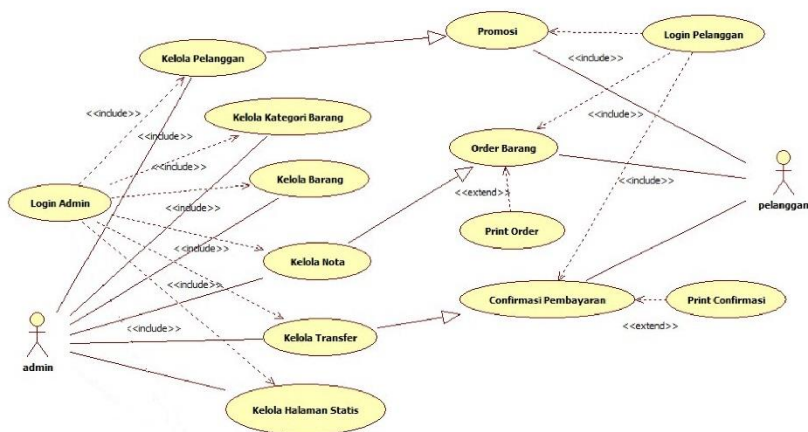 Kelola Pelanggan
Promosi
Login Pelanggan
<<include>>
<<include>>
<<include>>
<<include>>
Kelola Kategori Barang
<<include>>
<<include>>
Order Barang
Kelola Barang
<<include>>
<<extend>>
pelanggan
Login Admin
<<include>>
Print Order
<<include>>
Kelola Nota
<<include>>
Confirmasi Pembayaran
Print Confirmasi
<<include>>
Kelola Transfer
<<extend>>
admin
Kelola Halaman Statis